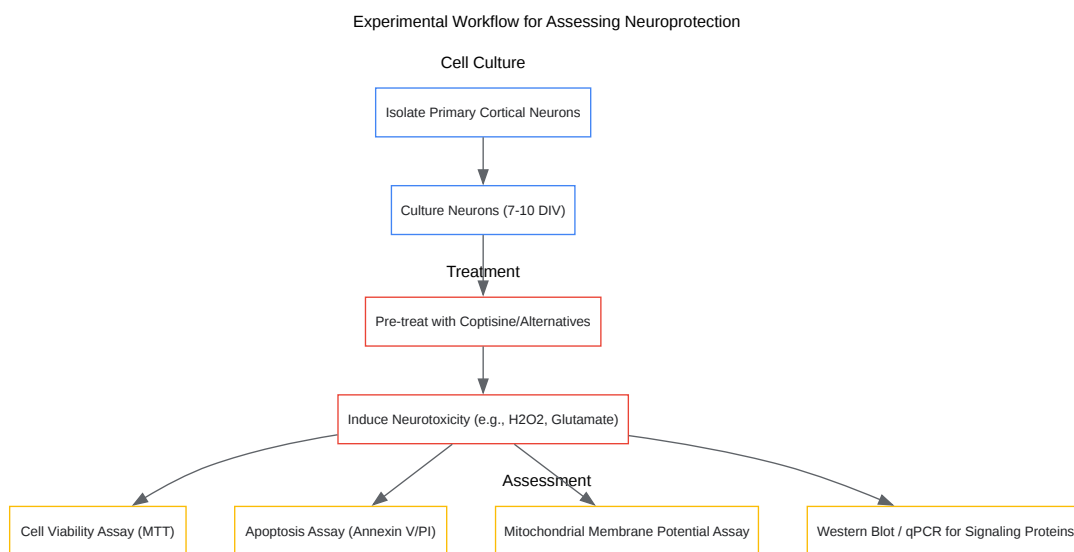 Experimental Workflow for Assessing Neuroprotection
Cell Culture
Isolate Primary Cortical Neurons
Culture Neurons (7-10 DIV)
Treatment
Pre-treat with Coptisine/Alternatives
Induce Neurotoxicity (e.g., H2O2, Glutamate)
Assessment
Cell Viability Assay (MTT)
Apoptosis Assay (Annexin V/PI)
Mitochondrial Membrane Potential Assay
Western Blot / qPCR for Signaling Proteins